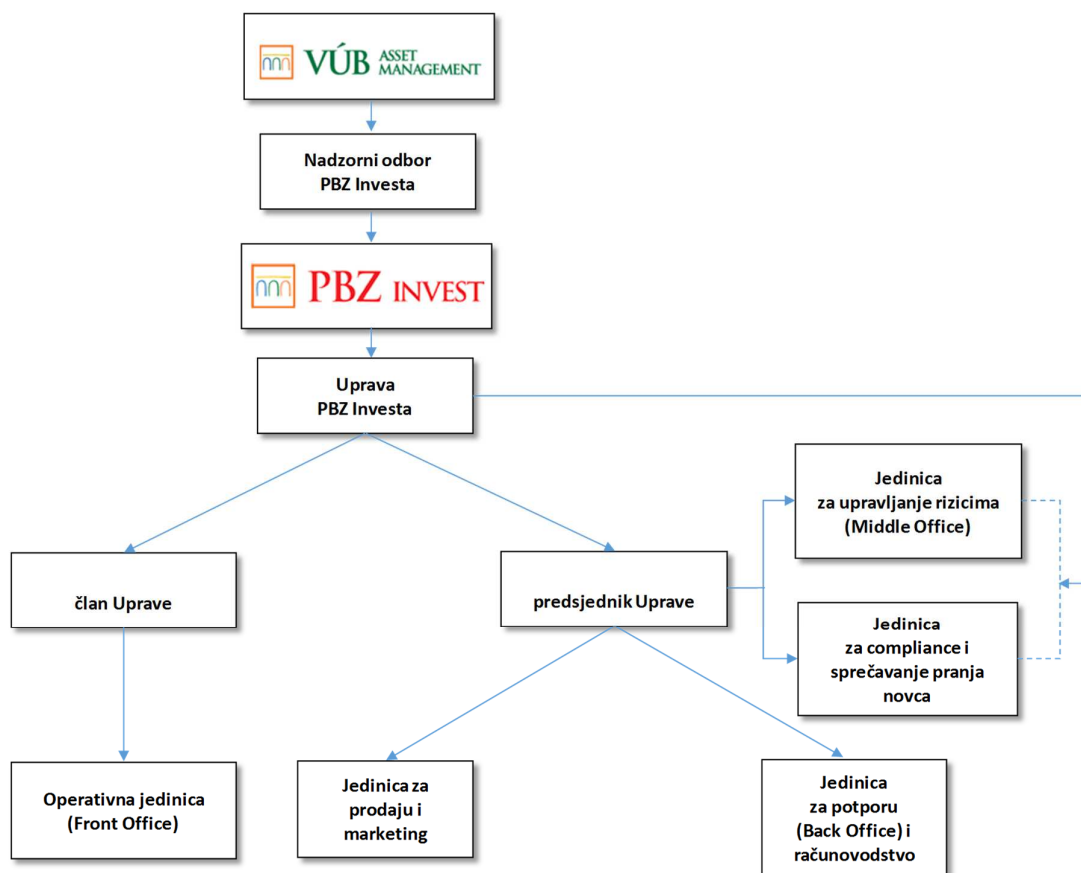 VÚB ASSET
MANAGEMENT
Nadzorni odbor
PBZ Investa
PBZ INVEST
Uprava
PBZ Investa
Jedinica
za upravljanje rizicima
(Middle Office)
član Uprave
predsjednik Uprave
Jedinica
za compliance i
sprečavanje pranja
novca
Operativna jedinica
(Front Office)
Jedinica za
prodaju i
marketing
Jedinica
za potporu
(Back Office) i
računovodstvo